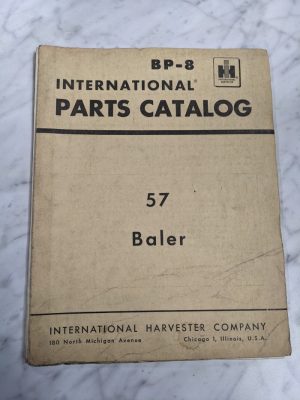 BP-8
INTERNATIONAL®
PARTS CATALOG
57
Baler
INTERNATIONAL HARVESTER COMPANY
180 North Michigan Avenue Chicago 1, Illinois, U.S.A.